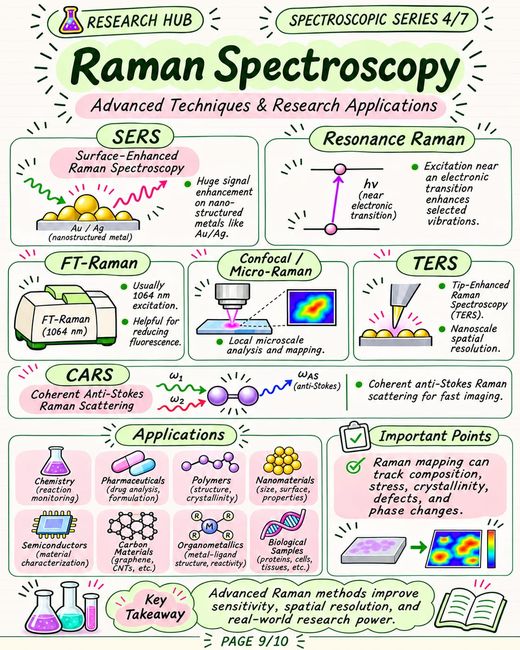 RESEARCH HUB
SPECTROSCOPIC SERIES 4/7
Raman Spectroscopy
Advanced Techniques & Research Applications
SERS
Surface-Enhanced
Raman Spectroscopy
Au / Ag
(nanostructured metal)
Huge signal
enhancement
on nano-
structured
metals like
Au/Ag.
Resonance Raman
hν
(near
electronic
transition)
Excitation near
an electronic
transition
enhances
selected
vibrations.
FT-Raman
FT-Raman
(1064 nm)
Usually
1064 nm
excitation.
Helpful for
reducing
fluorescence.
Confocal /
Micro-Raman
Local microscale
analysis and mapping.
TERS
Tip-Enhanced
Raman
Spectroscopy
(TERS).
Nanoscale
spatial
resolution.
CARS
Coherent Anti-Stokes
Raman Scattering
ω1
ω2
ωAS
(anti-Stokes)
Coherent anti-Stokes Raman
scattering for fast imaging.
Applications
Chemistry
(reaction
monitoring)
Pharmaceuticals
(drug analysis,
formulation)
Polymers
(structure,
crystallinity)
Nanomaterials
(size, surface,
properties)
Semiconductors
(material
characterization)
Carbon
Materials
(graphene,
CNTs, etc.)
R
R
M
R
R
Organometallics
(metal-ligand
structure, reactivity)
Biological
Samples
(proteins, cells,
tissues, etc.)
Important Points
Raman mapping can
track composition,
stress, crystallinity,
defects, and
phase changes.
Key
Takeaway
Advanced Raman methods improve
sensitivity, spatial resolution, and
real-world research power.
PAGE 9/10